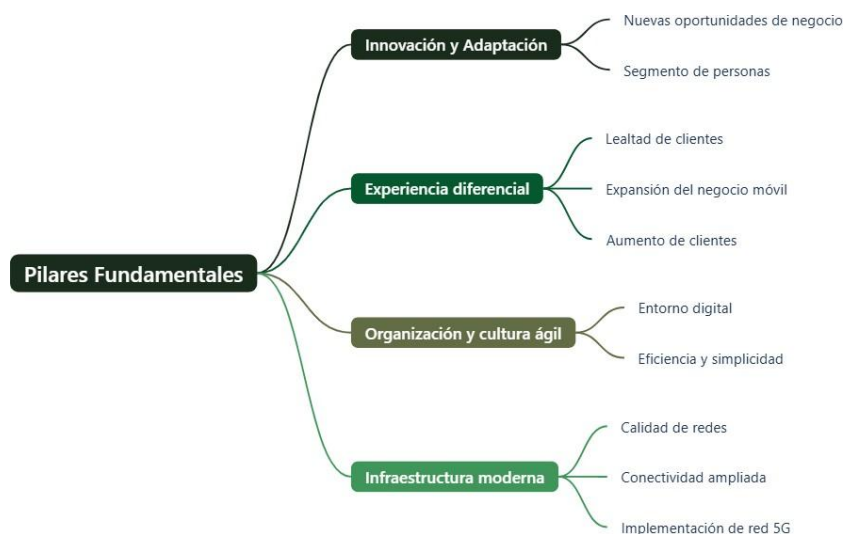 Pilares Fundamentales
Innovación y Adaptación
Nuevas oportunidades de negocio
Segmento de personas
Experiencia diferencial
Lealtad de clientes
Expansión del negocio móvil
Aumento de clientes
Organización y cultura ágil
Entorno digital
Eficiencia y simplicidad
Infraestructura moderna
Calidad de redes
Conectividad ampliada
Implementación de red 5G